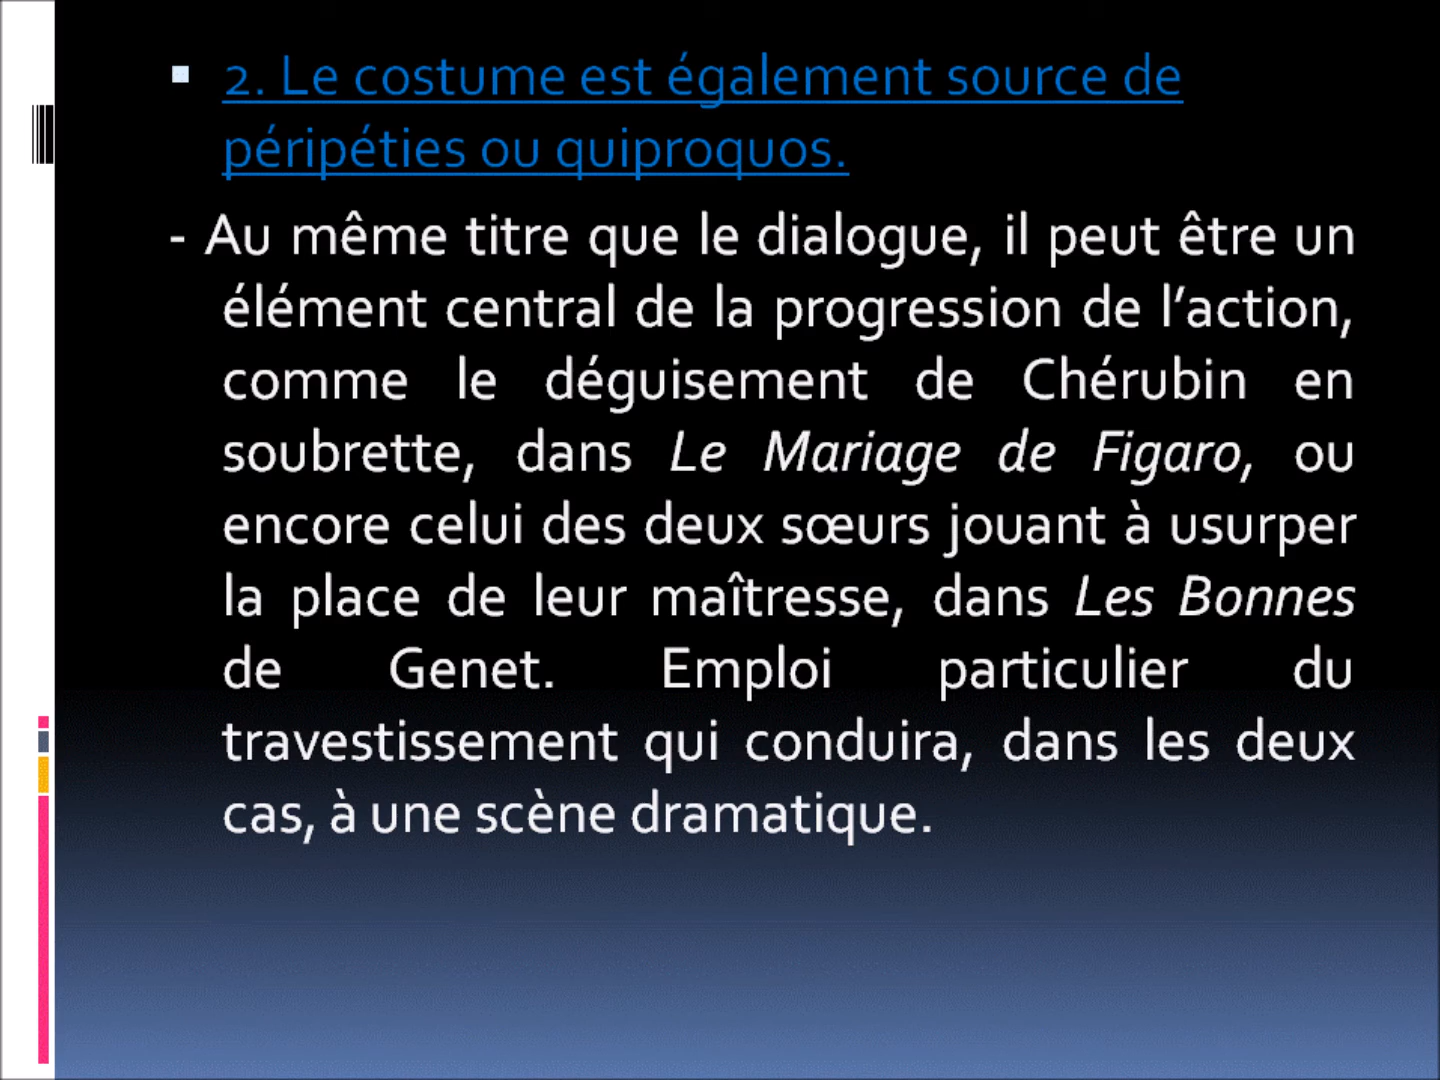 2. Le costume est également source de
péripéties ou quiproquos.
- Au même titre que le dialogue, il peut être un
élément central de la progression de l’action,
comme le déguisement de Chérubin en
soubrette, dans Le Mariage de Figaro, ou
encore celui des deux sœurs jouant à usurper
la place de leur maîtresse, dans Les Bonnes
de Genet. Emploi particulier du
travestissement qui conduira, dans les deux
cas, à une scène dramatique.